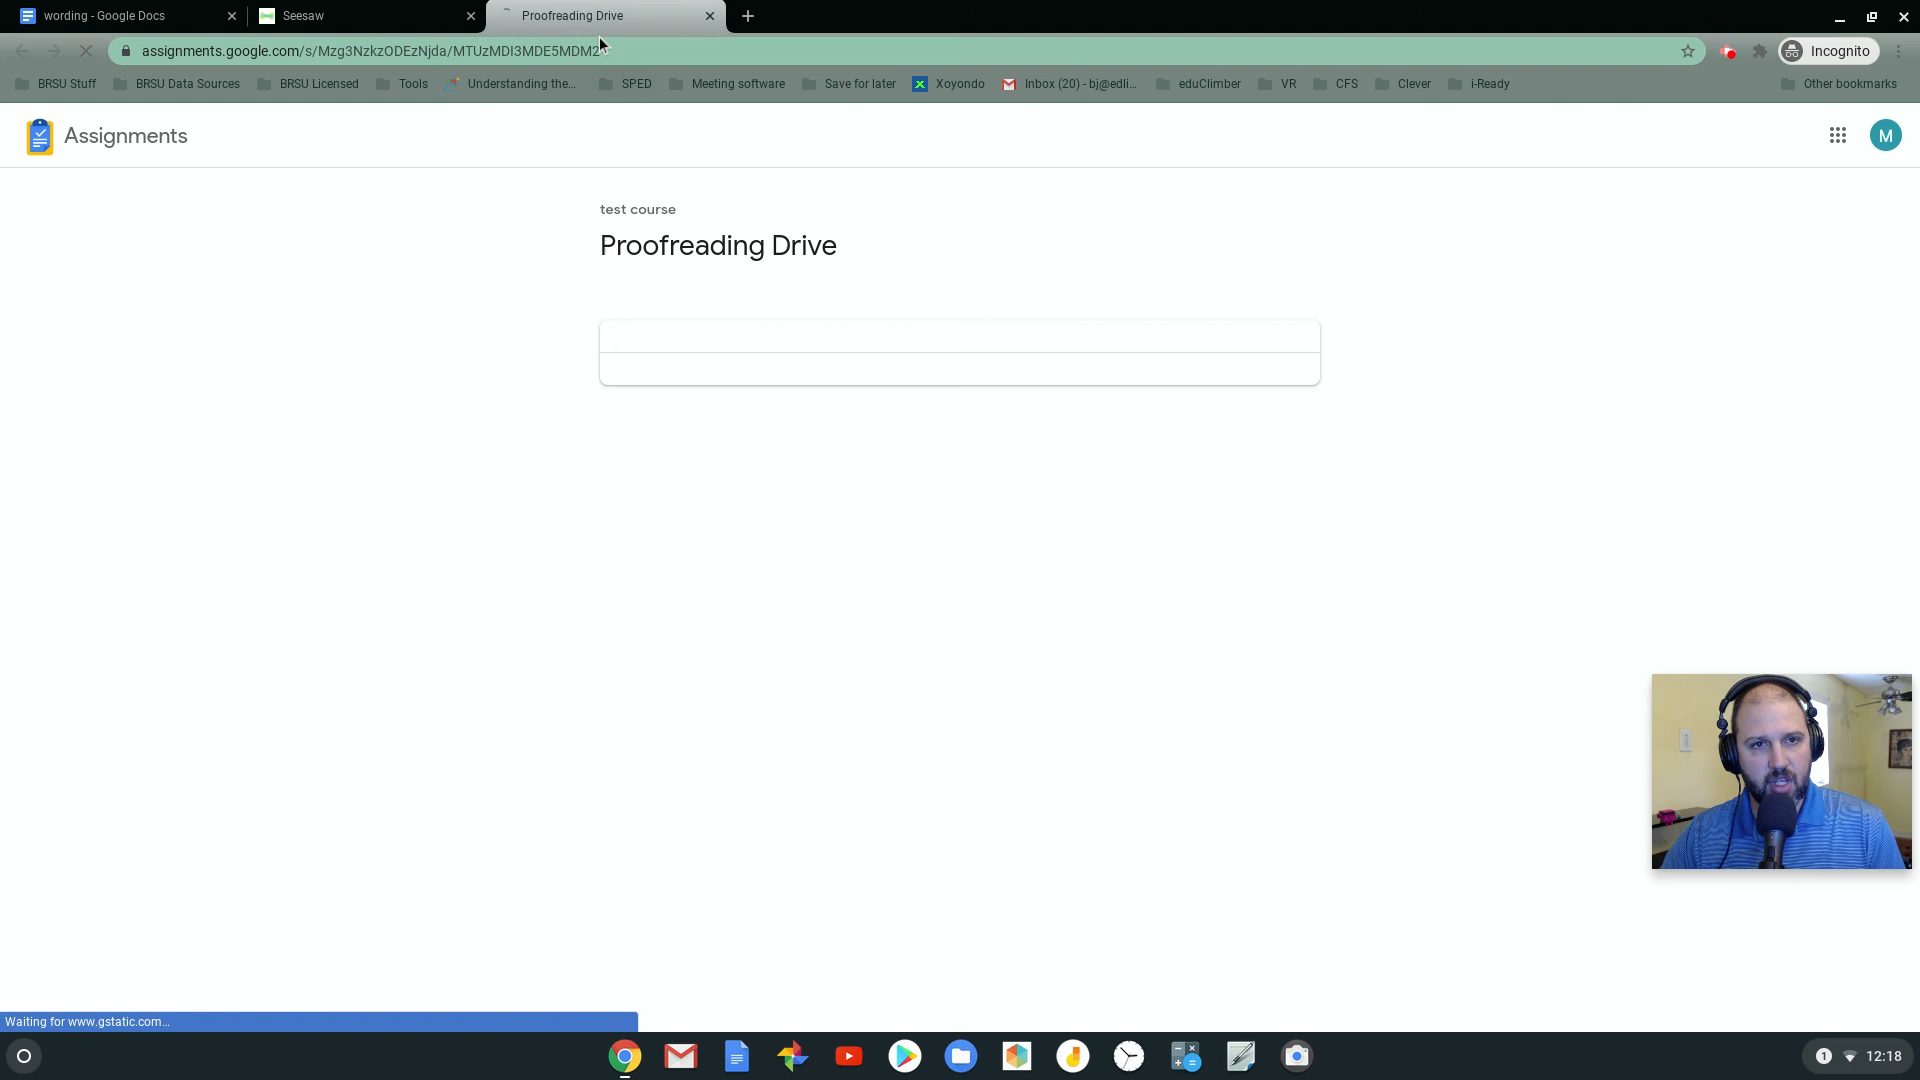 wording - Google Docs
Seesaw
Proofreading Drive
assignments.google.com/s/Mzg3NzkzODEzNjda/MTUzMDI3MDE5MDM2
Incognito
BRSU Stuff
BRSU Data Sources
BRSU Licensed
Tools
Understanding the...
SPED
Meeting software
Save for later
Xoyondo
Inbox (20) - bj@edli...
eduClimber
VR
CFS
Clever
i-Ready
Other bookmarks
Assignments
M
test course
Proofreading Drive
Waiting for www.gstatic.com...
1
12:18